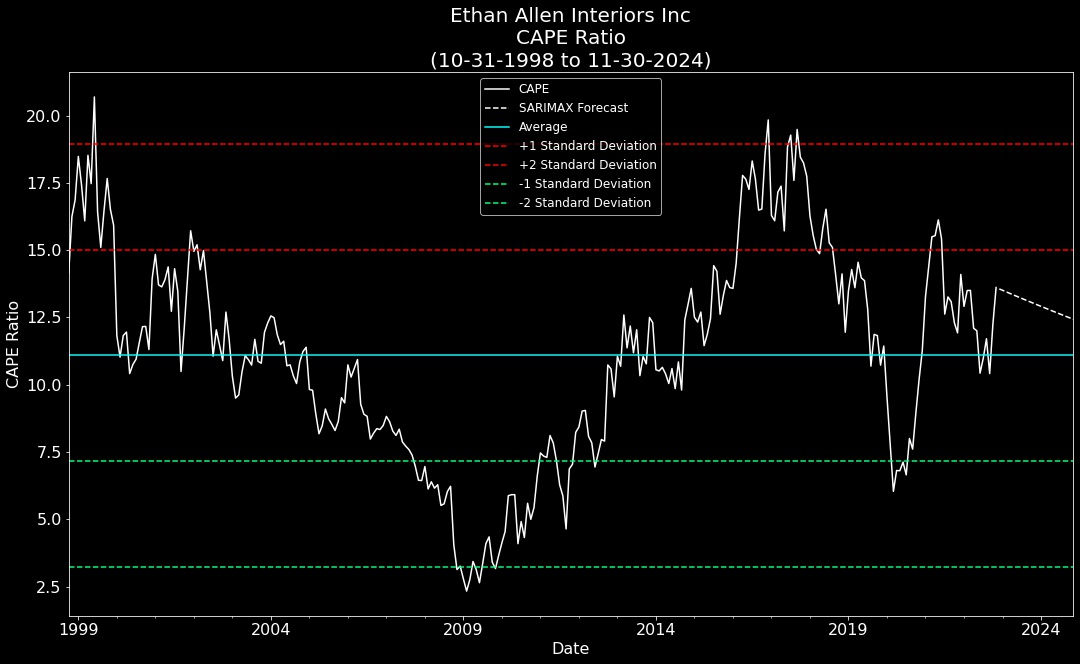 Ethan Allen Interiors Inc
CAPE Ratio
(10-31-1998 to 11-30-2024)
CAPE
SARIMAX Forecast
Average
+1 Standard Deviation
+2 Standard Deviation
-1 Standard Deviation
-2 Standard Deviation
CAPE Ratio
20.0
17.5
15.0
12.5
10.0
7.5
5.0
2.5
1999 2004 2009 2014 2019 2024
Date